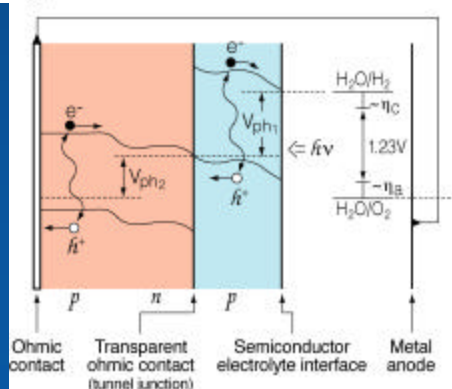 e⁻
H₂O/H₂
~η_c
e⁻
V_ph₁
⇐ hν
1.23V
V_ph₂
~η_a
h⁺
H₂O/O₂
h⁺
p n p
Ohmic contact
Transparent ohmic contact (tunnel junction)
Semiconductor electrolyte interface
Metal anode